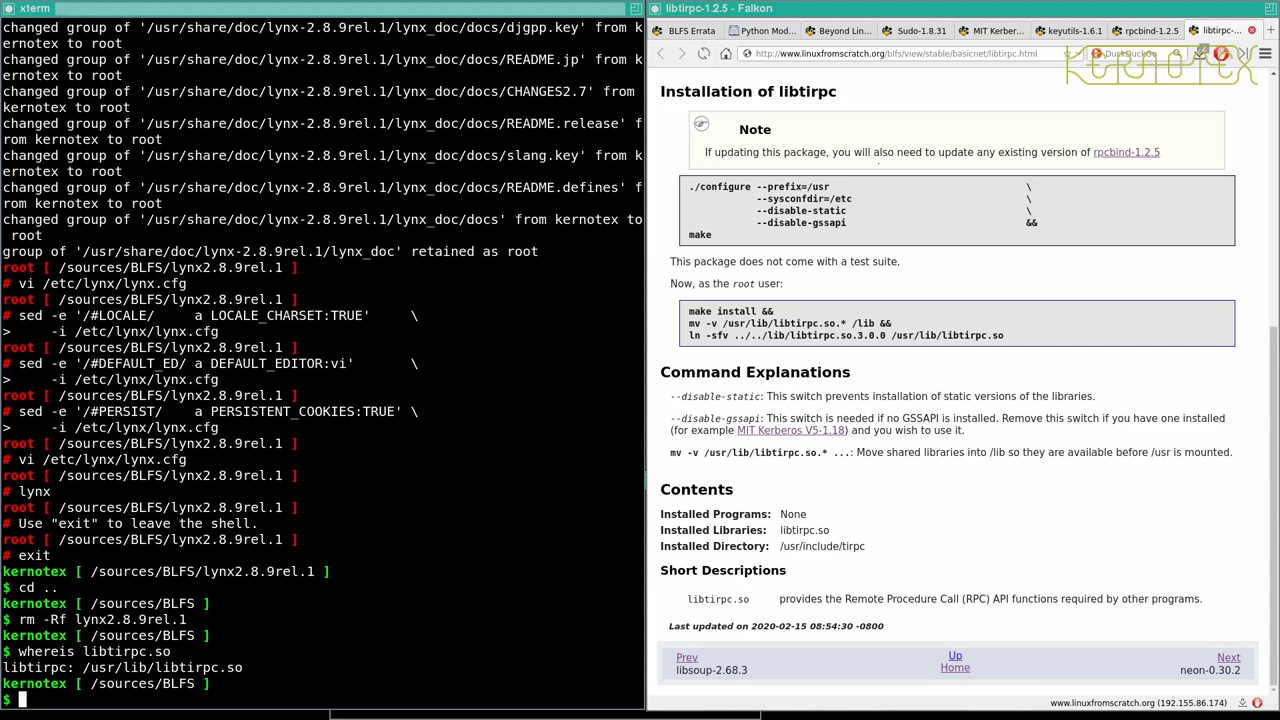 xterm
changed group of '/usr/share/doc/lynx-2.8.9rel.1/lynx_doc/docs/djgpp.key' from k
ernotex to root
changed group of '/usr/share/doc/lynx-2.8.9rel.1/lynx_doc/docs/README.jp' from k
ernotex to root
changed group of '/usr/share/doc/lynx-2.8.9rel.1/lynx_doc/docs/CHANGES2.7' from
kernotex to root
changed group of '/usr/share/doc/lynx-2.8.9rel.1/lynx_doc/docs/README.release' f
rom kernotex to root
changed group of '/usr/share/doc/lynx-2.8.9rel.1/lynx_doc/docs/slang.key' from k
ernotex to root
changed group of '/usr/share/doc/lynx-2.8.9rel.1/lynx_doc/docs/README.defines' f
rom kernotex to root
changed group of '/usr/share/doc/lynx-2.8.9rel.1/lynx_doc/docs' from kernotex to
 root
group of '/usr/share/doc/lynx-2.8.9rel.1/lynx_doc' retained as root
root [ /sources/BLFS/lynx2.8.9rel.1 ]
# vi /etc/lynx/lynx.cfg
root [ /sources/BLFS/lynx2.8.9rel.1 ]
# sed -e '/#LOCALE/     a LOCALE_CHARSET:TRUE'     \
>     -i /etc/lynx/lynx.cfg
root [ /sources/BLFS/lynx2.8.9rel.1 ]
# sed -e '/#DEFAULT_ED/ a DEFAULT_EDITOR:vi'       \
>     -i /etc/lynx/lynx.cfg
root [ /sources/BLFS/lynx2.8.9rel.1 ]
# sed -e '/#PERSIST/    a PERSISTENT_COOKIES:TRUE' \
>     -i /etc/lynx/lynx.cfg
root [ /sources/BLFS/lynx2.8.9rel.1 ]
# vi /etc/lynx/lynx.cfg
root [ /sources/BLFS/lynx2.8.9rel.1 ]
# lynx
root [ /sources/BLFS/lynx2.8.9rel.1 ]
# Use "exit" to leave the shell.
root [ /sources/BLFS/lynx2.8.9rel.1 ]
# exit
kernotex [ /sources/BLFS/lynx2.8.9rel.1 ]
$ cd ..
kernotex [ /sources/BLFS ]
$ rm -Rf lynx2.8.9rel.1
kernotex [ /sources/BLFS ]
$ whereis libtirpc.so
libtirpc: /usr/lib/libtirpc.so
kernotex [ /sources/BLFS ]
$
libtirpc-1.2.5 - Falkon
BLFS Errata
Python Mod...
Beyond Lin...
Sudo-1.8.31
MIT Kerber...
keyutils-1.6.1
rpcbind-1.2.5
libtirpc-...
http://www.linuxfromscratch.org/blfs/view/stable/basicnet/libtirpc.html
DuckDuckGo
KERNOTEX
Installation of libtirpc
Note
If updating this package, you will also need to update any existing version of rpcbind-1.2.5
./configure --prefix=/usr \
--sysconfdir=/etc \
--disable-static \
--disable-gssapi &&
make
This package does not come with a test suite.
Now, as the root user:
make install &&
mv -v /usr/lib/libtirpc.so.* /lib &&
ln -sfv ../../lib/libtirpc.so.3.0.0 /usr/lib/libtirpc.so
Command Explanations
--disable-static: This switch prevents installation of static versions of the libraries.
--disable-gssapi: This switch is needed if no GSSAPI is installed. Remove this switch if you have one installed
(for example MIT Kerberos V5-1.18) and you wish to use it.
mv -v /usr/lib/libtirpc.so.* ...: Move shared libraries into /lib so they are available before /usr is mounted.
Contents
Installed Programs: None
Installed Libraries: libtirpc.so
Installed Directory: /usr/include/tirpc
Short Descriptions
libtirpc.so provides the Remote Procedure Call (RPC) API functions required by other programs.
Last updated on 2020-02-15 08:54:30 -0800
Prev Up Next
libsoup-2.68.3 Home neon-0.30.2
www.linuxfromscratch.org (192.155.86.174)